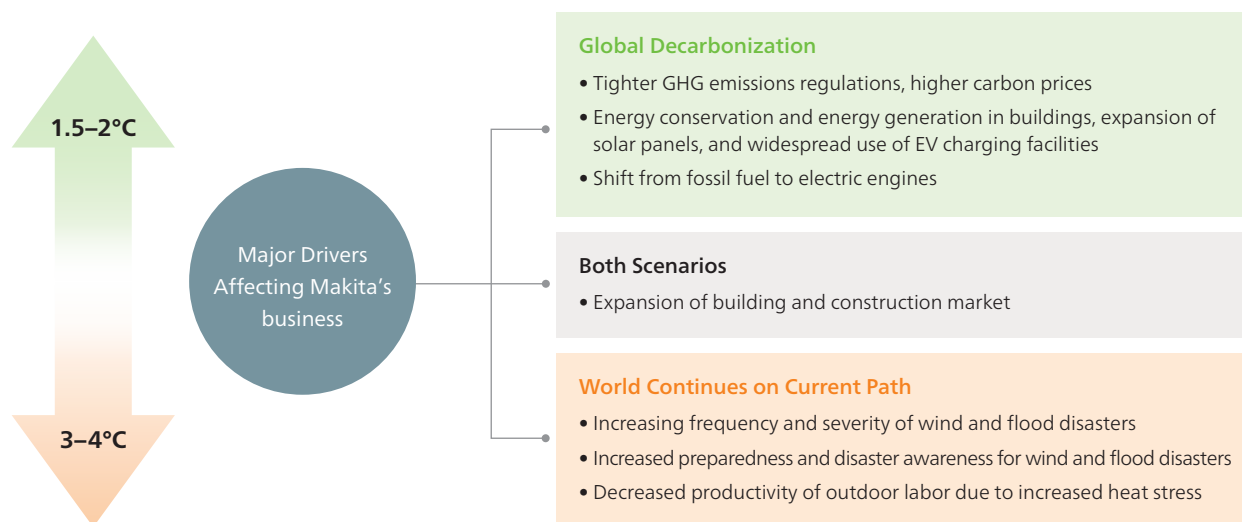 1.5–2°C
3–4°C
Major Drivers
Affecting Makita's
business
Global Decarbonization
• Tighter GHG emissions regulations, higher carbon prices
• Energy conservation and energy generation in buildings, expansion of
solar panels, and widespread use of EV charging facilities
• Shift from fossil fuel to electric engines
Both Scenarios
• Expansion of building and construction market
World Continues on Current Path
• Increasing frequency and severity of wind and flood disasters
• Increased preparedness and disaster awareness for wind and flood disasters
• Decreased productivity of outdoor labor due to increased heat stress